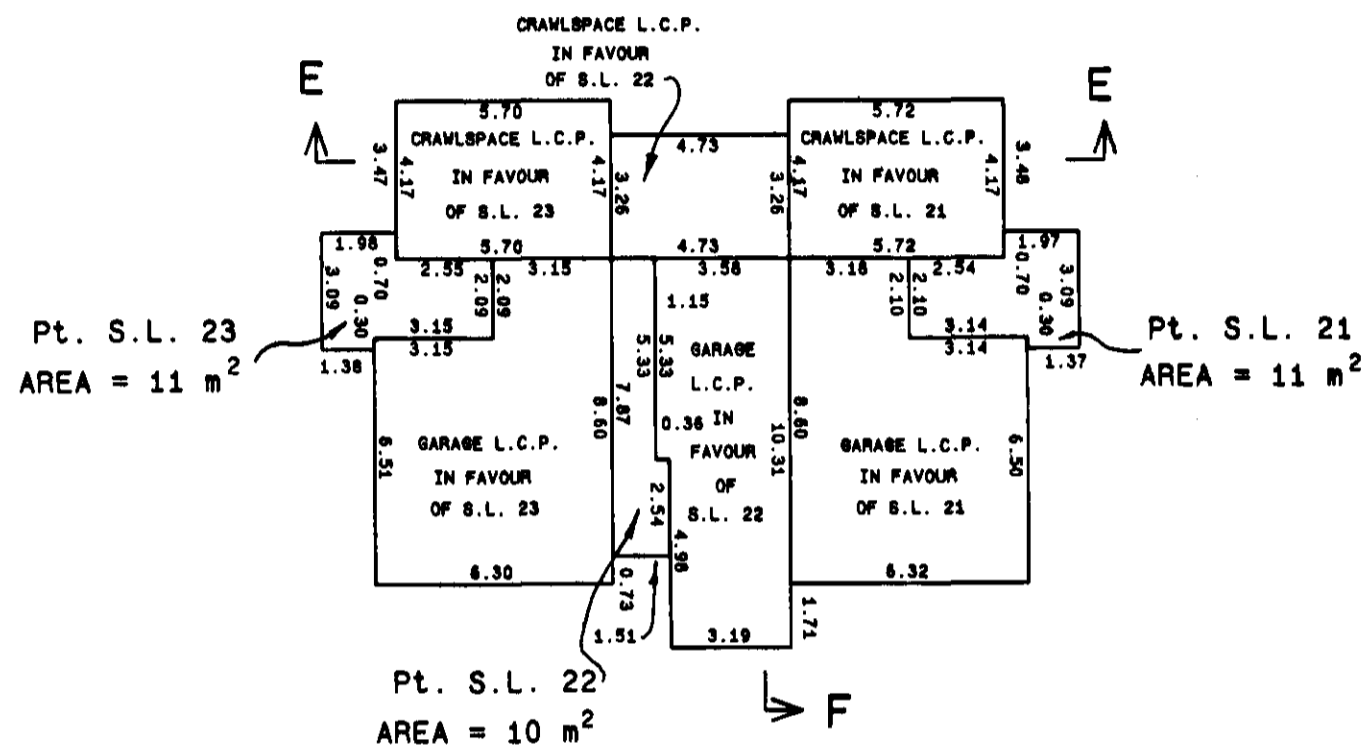 CRAWLSPACE L.C.P.
IN FAVOUR
OF S.L. 22
E
E
5.70
CRAWLSPACE L.C.P.
IN FAVOUR
OF S.L. 23
5.70
3.47
4.17
4.17
3.26
4.73
3.26
4.17
4.73
5.72
CRAWLSPACE L.C.P.
IN FAVOUR
OF S.L. 21
5.72
4.17
3.48
1.98
0.70
3.09
0.30
1.38
2.55
3.15
2.09
2.09
3.15
3.15
3.58
1.15
3.18
2.54
2.10
2.10
3.14
3.14
1.97
0.70
3.09
0.30
1.37
Pt. S.L. 23
AREA = 11 m²
Pt. S.L. 21
AREA = 11 m²
5.33
5.33
GARAGE
L.C.P.
IN
FAVOUR
OF
S.L. 22
0.36
8.60
7.87
8.60
10.31
6.51
GARAGE L.C.P.
IN FAVOUR
OF S.L. 23
6.30
2.54
4.98
0.73
1.51
3.19
1.71
GARAGE L.C.P.
IN FAVOUR
OF S.L. 21
6.50
6.32
Pt. S.L. 22
AREA = 10 m²
F